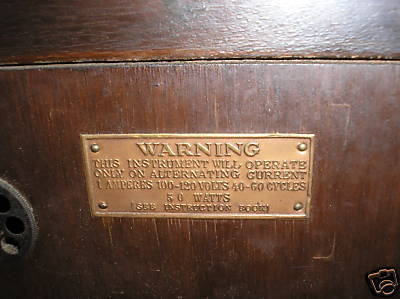 WARNING
THIS INSTRUMENT WILL OPERATE
ONLY ON ALTERNATING CURRENT
1 AMPERES 100-120 VOLTS 40-60 CYCLES
50 WATTS
(SEE INSTRUCTION BOOK)